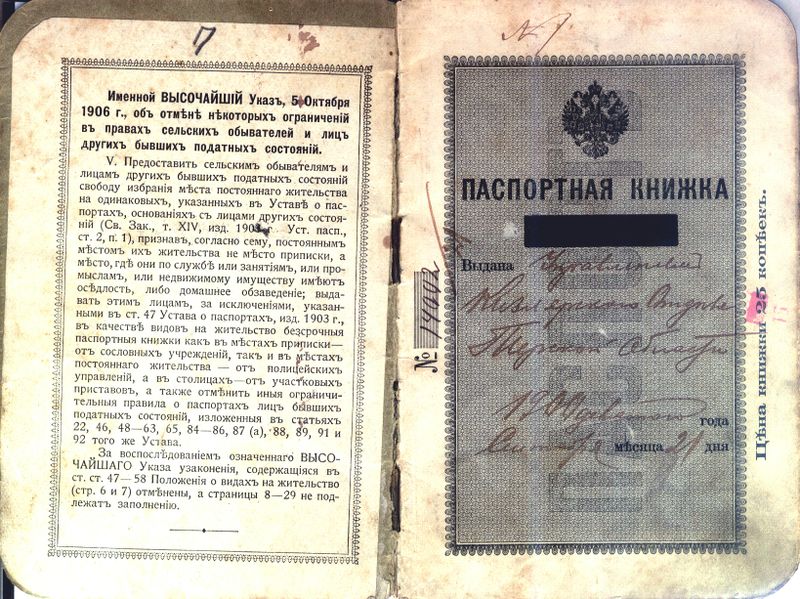 Именной ВЫСОЧАЙШІЙ Указъ, 5 Октября
1906 г., объ отмѣнѣ нѣкоторыхъ ограниченій
въ правахъ сельскихъ обывателей и лицъ
другихъ бывшихъ податныхъ состояній.
V. Предоставить сельскимъ обывателямъ и
лицамъ другихъ бывшихъ податныхъ состояній
свободу избранія мѣста постояннаго жительства
на одинаковыхъ, указанныхъ въ Уставѣ о пас-
портахъ, основаніяхъ съ лицами другихъ состоя-
ній (Св. Зак., т. XIV, изд. 1903 г. Уст. пасп.,
ст. 2, п. 1), признавъ, согласно сему, постояннымъ
мѣстомъ ихъ жительства не мѣсто приписки, а
мѣсто, гдѣ они по службѣ или занятіямъ, или про-
мысламъ, или недвижимому имуществу имѣютъ
осѣдлость, либо домашнее обзаведеніе; выда-
вать этимъ лицамъ, за исключеніями, указан-
ными въ ст. 47 Устава о паспортахъ, изд. 1903 г.,
въ качествѣ видовъ на жительство безсрочныя
паспортныя книжки какъ въ мѣстахъ приписки—
отъ сословныхъ учрежденій, такъ и въ мѣстахъ
постояннаго жительства — отъ полицейскихъ
управленій, а въ столицахъ—отъ участковыхъ
приставовъ, а также отмѣнить иныя ограничи-
тельныя правила о паспортахъ лицъ бывшихъ
податныхъ состояній, изложенныя въ статьяхъ
22, 46, 48—63, 65, 84—86, 87 (а), 88, 89, 91 и
92 того же Устава.
За воспослѣдованіемъ означеннаго ВЫСО-
ЧАЙШАГО Указа узаконенія, содержащіяся въ
ст. ст. 47—58 Положенія о видахъ на жительство
(стр. 6 и 7) отмѣнены, а страницы 8—29 не под-
лежатъ заполненію.
ПАСПОРТНАЯ КНИЖКА
Выдана Управленіемъ
Кизлярскаго
Терской Области
года
мѣсяца 21 дня
№
Цѣна книжки 25 копѣекъ.